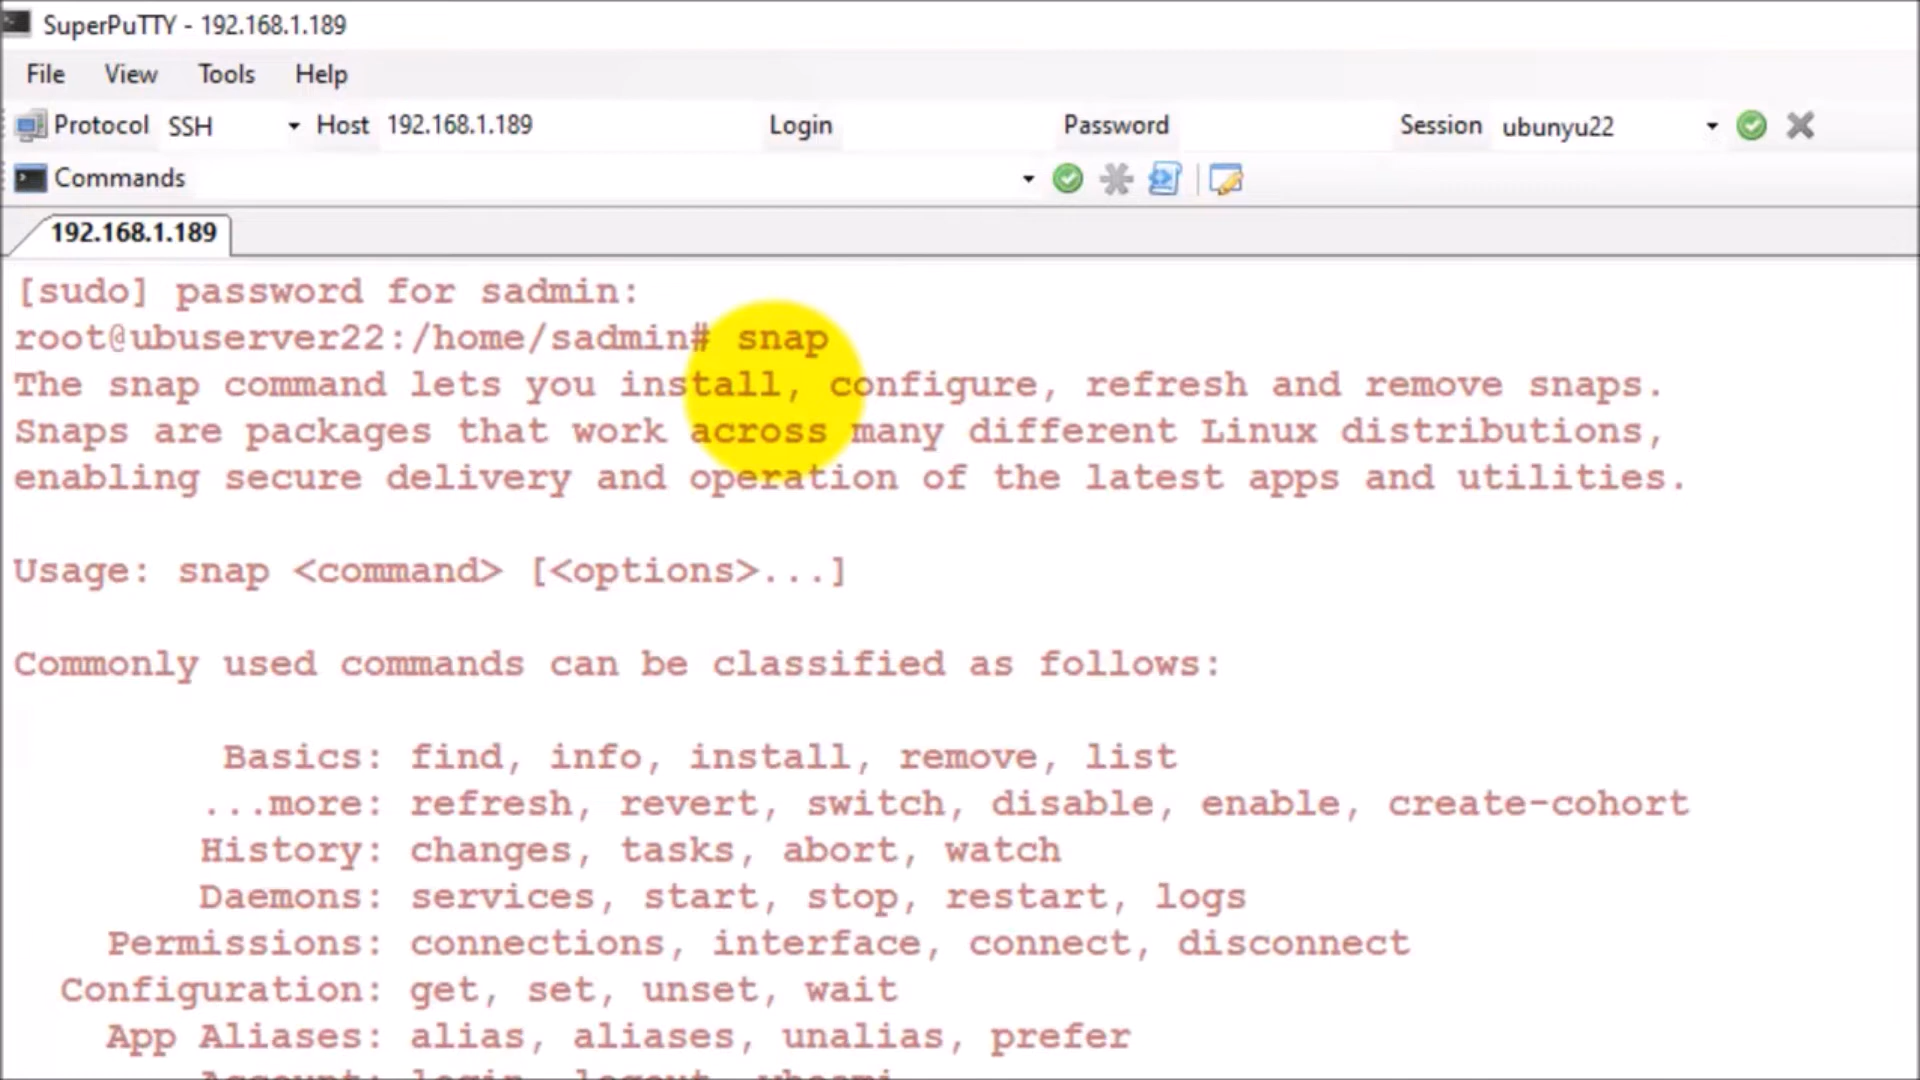 SuperPuTTY - 192.168.1.189
File View Tools Help
Protocol SSH Host 192.168.1.189 Login Password Session ubunyu22
Commands
192.168.1.189
[sudo] password for sadmin:
root@ubuserver22:/home/sadmin# snap
The snap command lets you install, configure, refresh and remove snaps.
Snaps are packages that work across many different Linux distributions,
enabling secure delivery and operation of the latest apps and utilities.
Usage: snap <command> [<options>...]
Commonly used commands can be classified as follows:
Basics: find, info, install, remove, list
...more: refresh, revert, switch, disable, enable, create-cohort
History: changes, tasks, abort, watch
Daemons: services, start, stop, restart, logs
Permissions: connections, interface, connect, disconnect
Configuration: get, set, unset, wait
App Aliases: alias, aliases, unalias, prefer
Account: login, logout, whoami